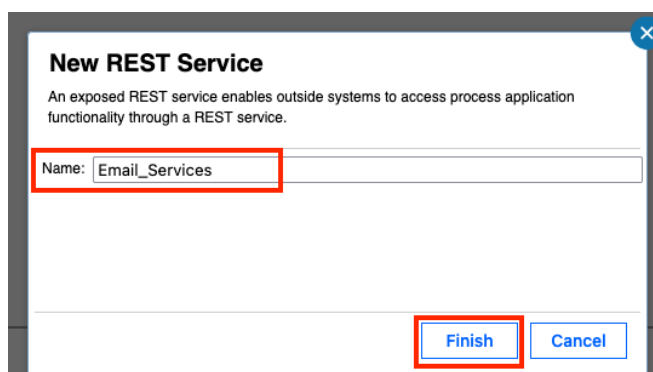 New REST Service
An exposed REST service enables outside systems to access process application
functionality through a REST service.
Name: Email_Services
Finish Cancel